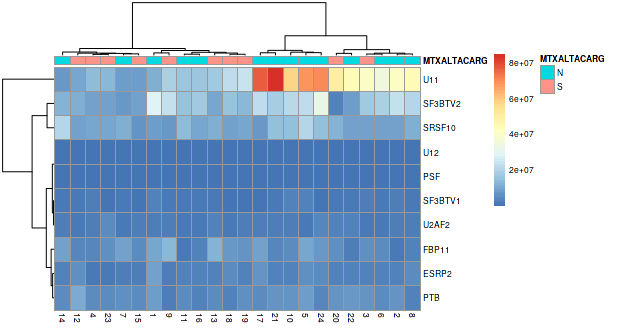 MTXALTACARG
U11
SF3BTV2
SRSF10
U12
PSF
SF3BTV1
U2AF2
FBP11
ESRP2
PTB
14 12 4 23 7 15 1 9 11 16 13 18 19 17 21 10 5 24 20 22 3 6 2 8
8e+07
6e+07
4e+07
2e+07
MTXALTACARG
N
S